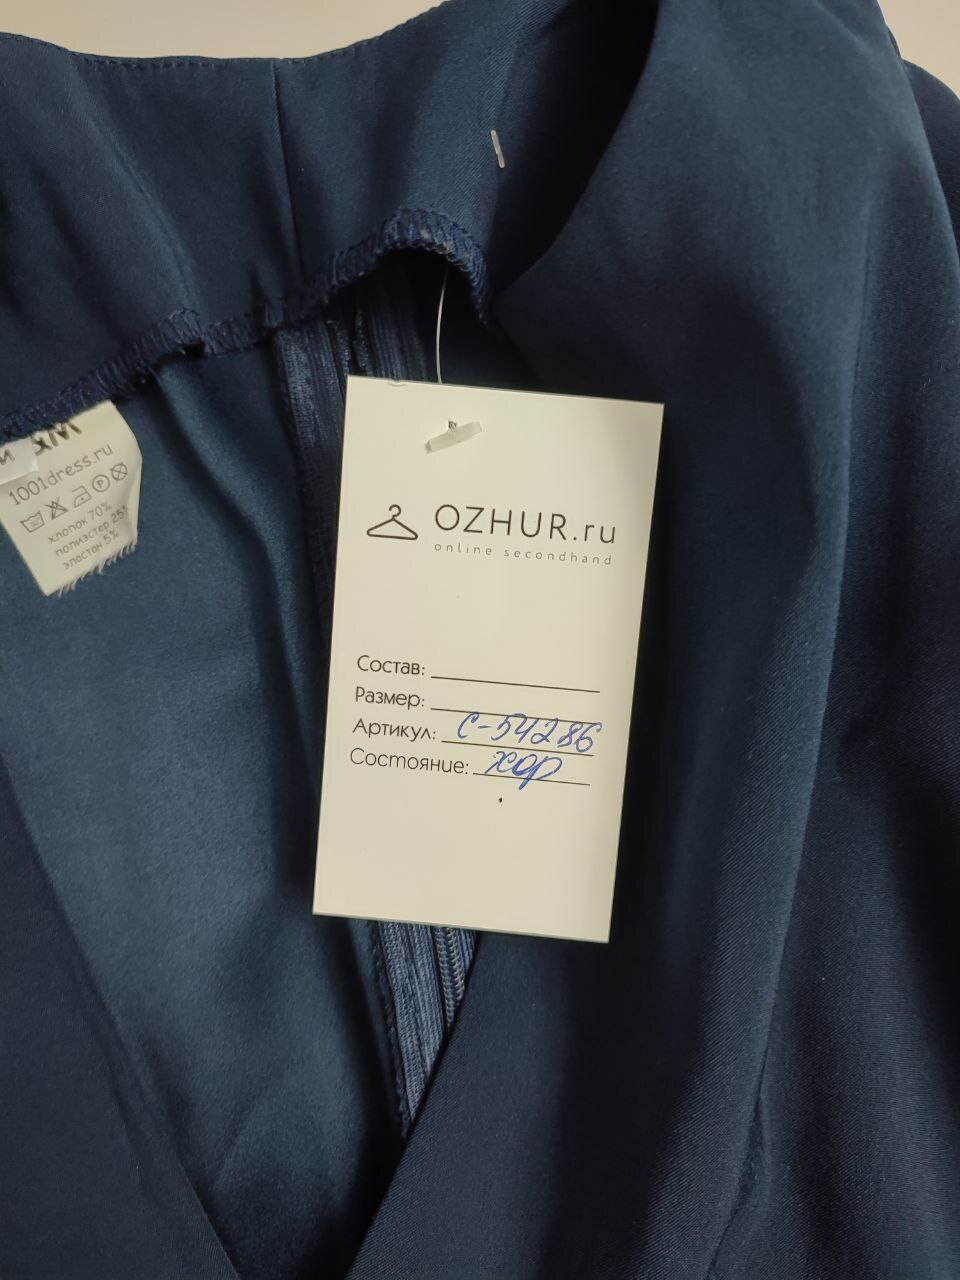 1001dress.ru
хлопок 70%
полиэстер 25%
эластан 5%
OZHUR.ru
online secondhand
Состав:
Размер:
Артикул: С-54286
Состояние: хор